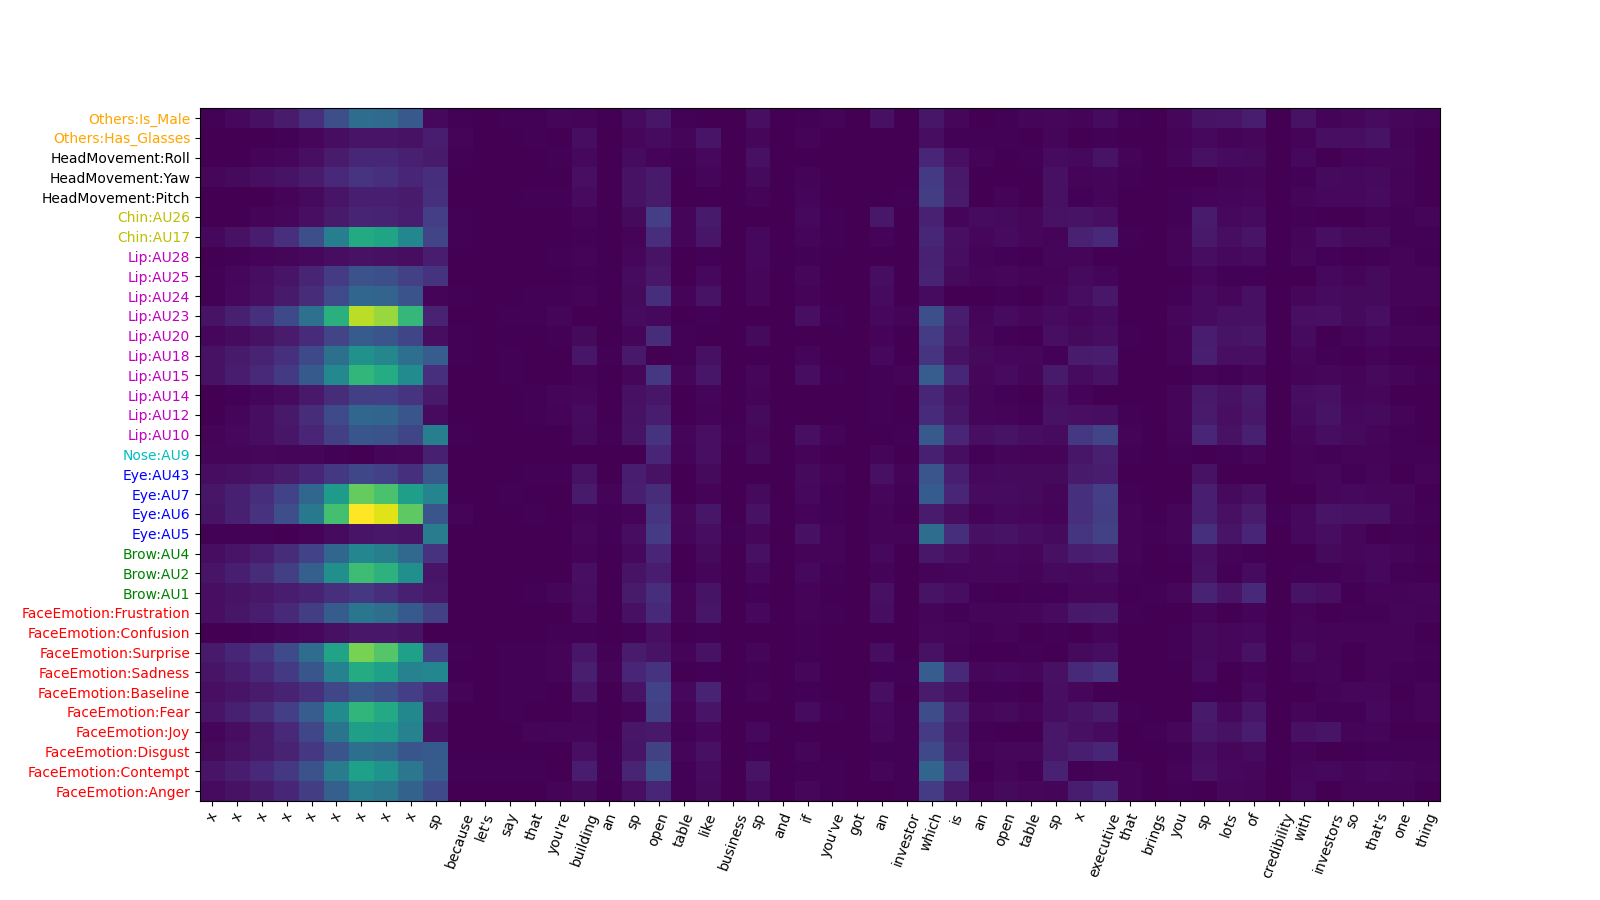 Others:Is_Male
Others:Has_Glasses
HeadMovement:Roll
HeadMovement:Yaw
HeadMovement:Pitch
Chin:AU26
Chin:AU17
Lip:AU28
Lip:AU25
Lip:AU24
Lip:AU23
Lip:AU20
Lip:AU18
Lip:AU15
Lip:AU14
Lip:AU12
Lip:AU10
Nose:AU9
Eye:AU43
Eye:AU7
Eye:AU6
Eye:AU5
Brow:AU4
Brow:AU2
Brow:AU1
FaceEmotion:Frustration
FaceEmotion:Confusion
FaceEmotion:Surprise
FaceEmotion:Sadness
FaceEmotion:Baseline
FaceEmotion:Fear
FaceEmotion:Joy
FaceEmotion:Disgust
FaceEmotion:Contempt
FaceEmotion:Anger
x x x x x x x x x sp because let's say that you're building an sp open table like business sp and if you've got an investor which is an open table sp x executive that brings you sp lots of credibility with investors so that's one thing